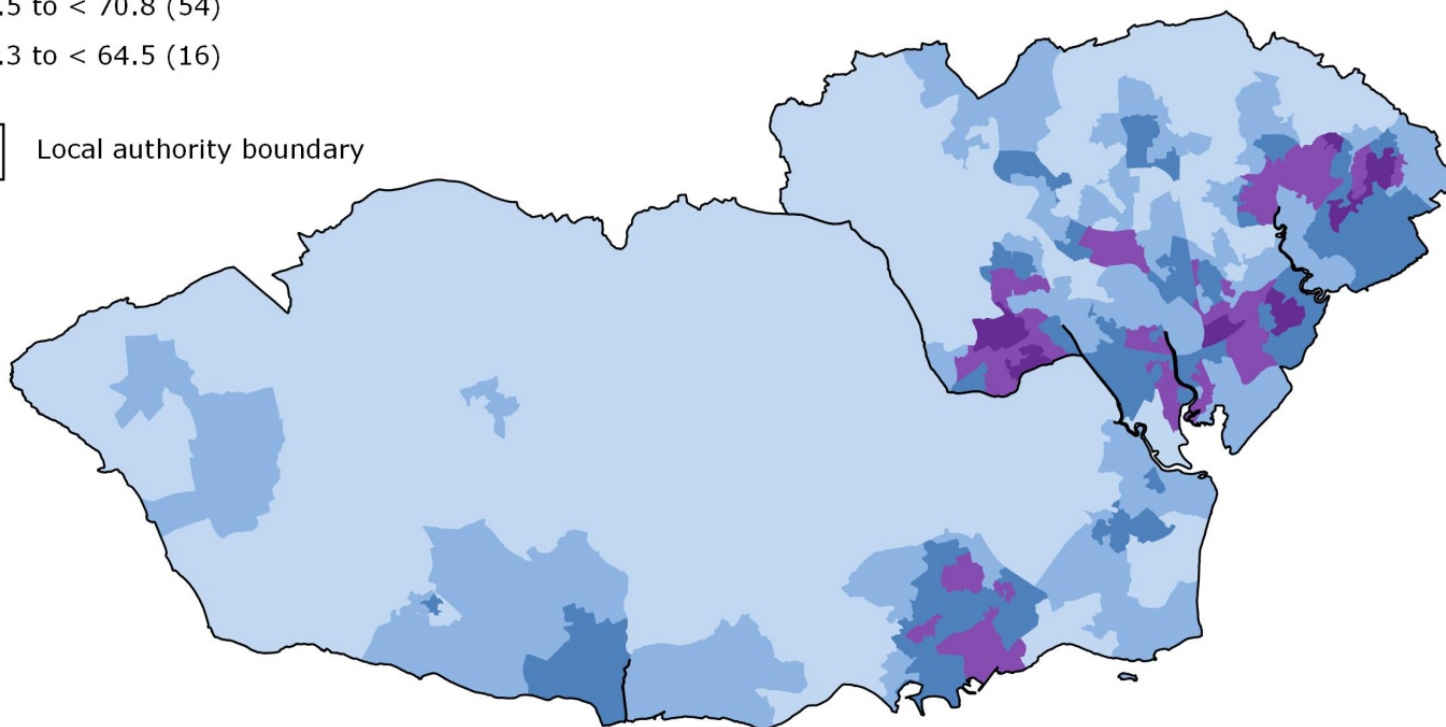 .5 to < 70.8 (54)
.3 to < 64.5 (16)
Local authority boundary